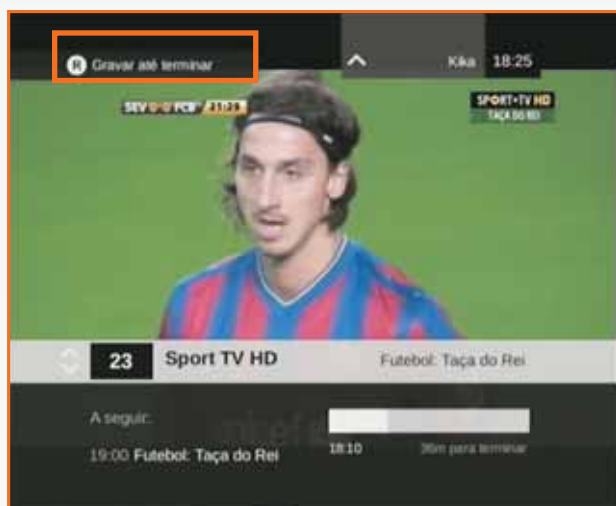 R Gravar até terminar
Kika 18:25
SEV 0-0 FCB
SPORT•TV HD
TAÇA DO REI
23 Sport TV HD Futebol: Taça do Rei
A seguir:
unicef
18:10 36m para terminar
19:00 Futebol: Taça do Rei